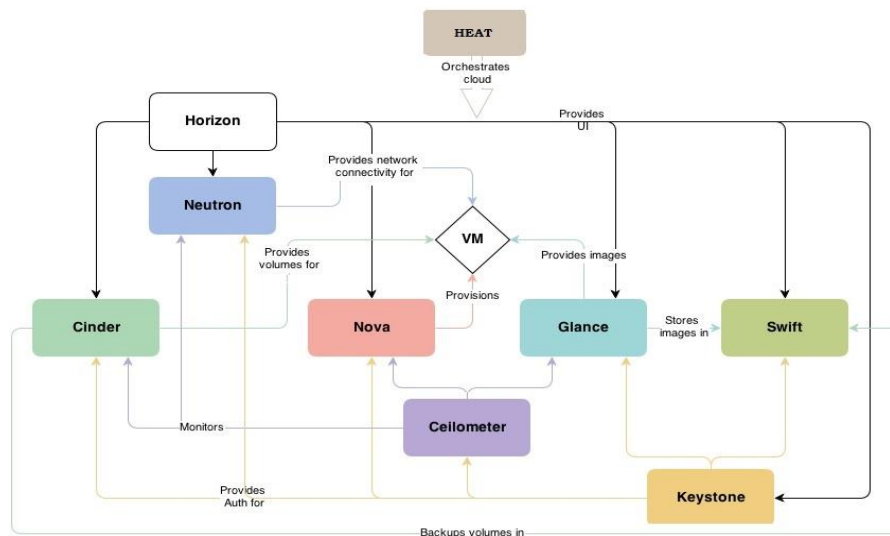 HEAT
Orchestrates
cloud
Horizon
Provides
UI
Provides network
connectivity for
Neutron
VM
Provides
volumes for
Provides images
Provisions
Cinder
Nova
Glance
Stores
images in
Swift
Monitors
Ceilometer
Provides
Auth for
Keystone
Backups volumes in